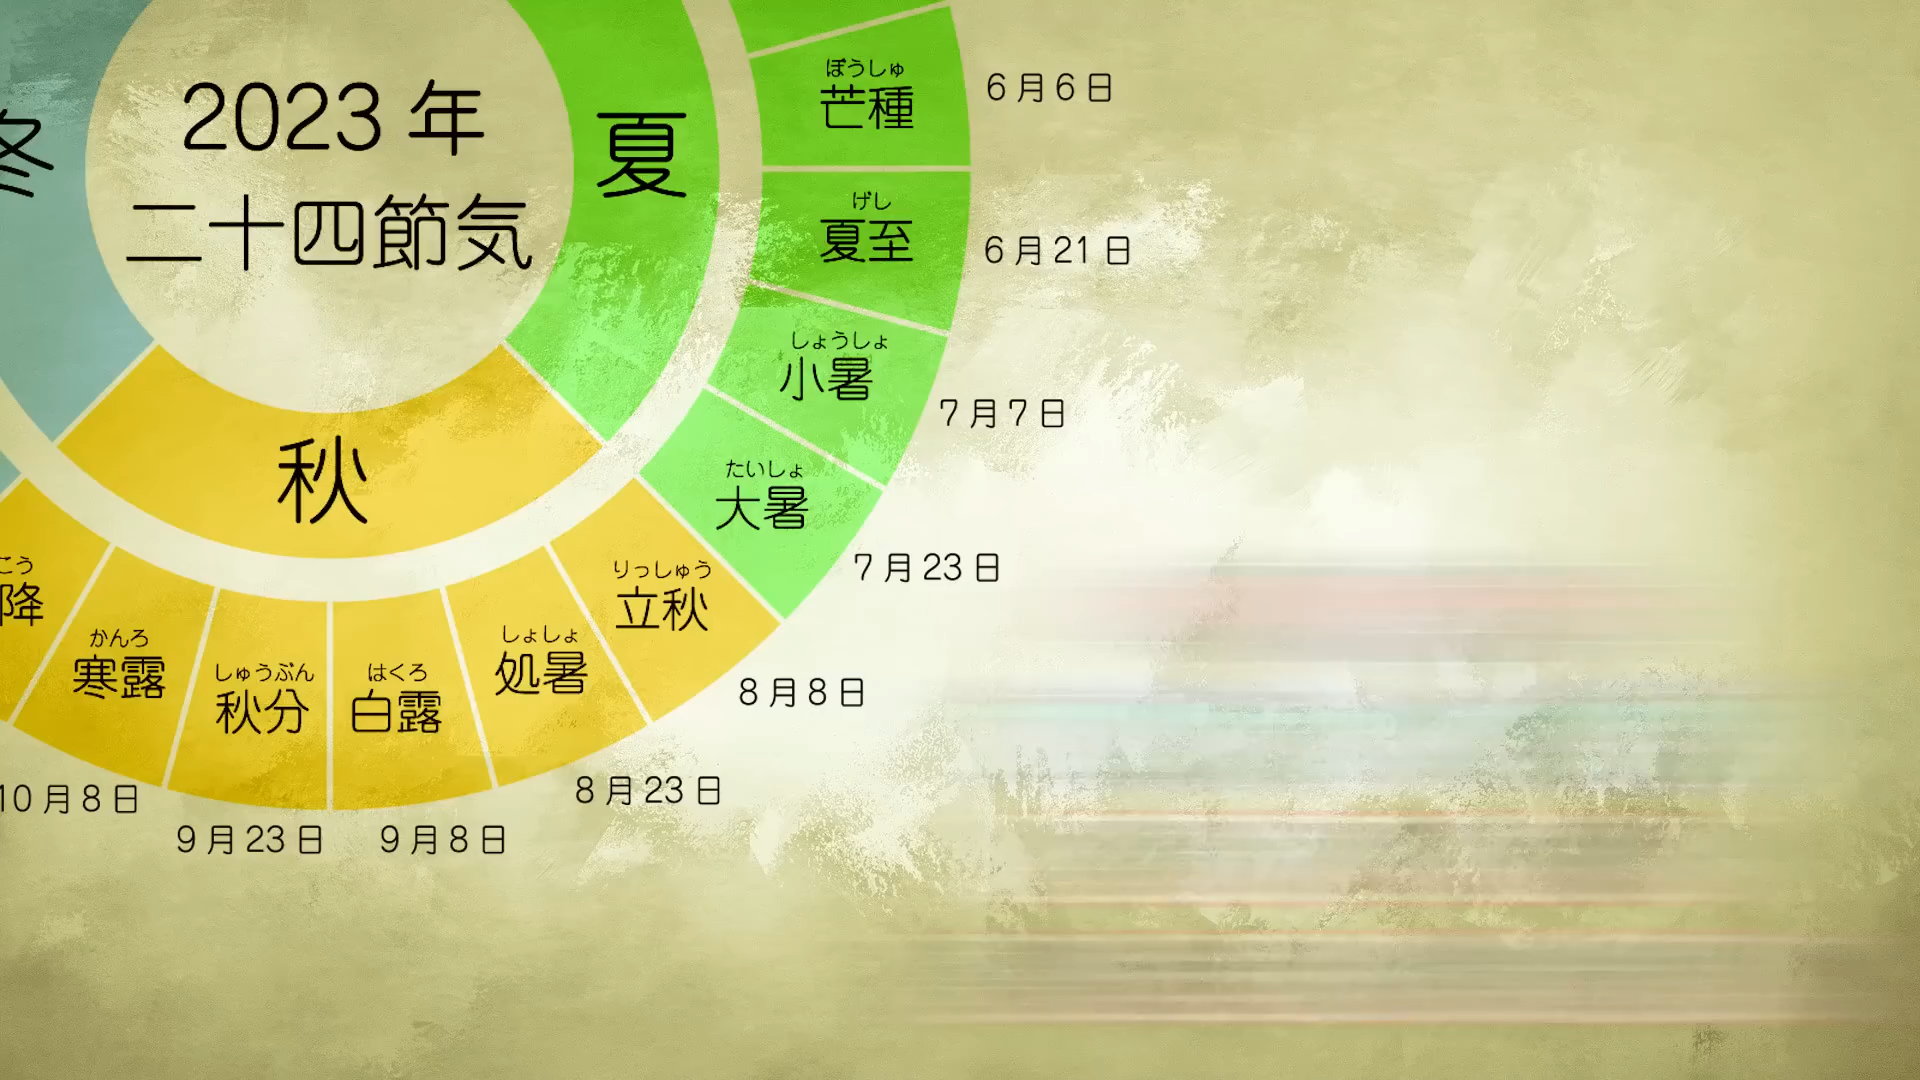 2023年
二十四節気
冬
夏
秋
ぼうしゅ
芒種
6月6日
げし
夏至
6月21日
しょうしょ
小暑
7月7日
たいしょ
大暑
7月23日
りっしゅう
立秋
8月8日
しょしょ
処暑
8月23日
はくろ
白露
9月8日
しゅうぶん
秋分
9月23日
かんろ
寒露
10月8日
こう
降